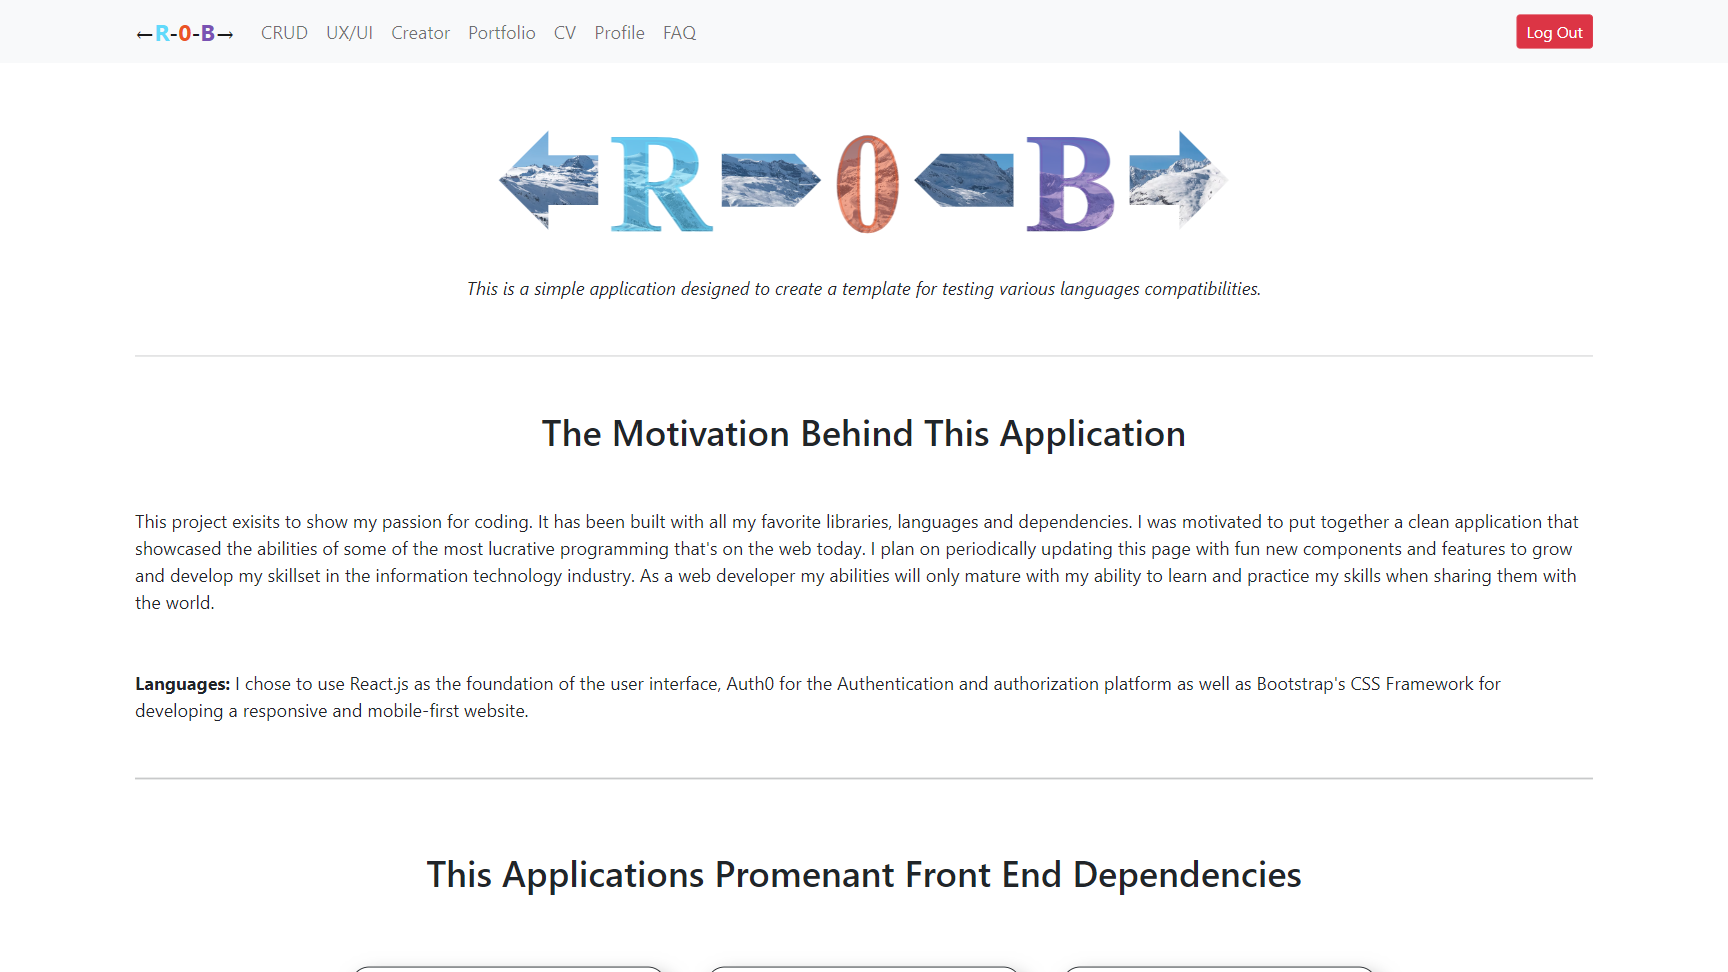 ←R-0-B→ CRUD UX/UI Creator Portfolio CV Profile FAQ Log Out
R 0 B
This is a simple application designed to create a template for testing various languages compatibilities.
The Motivation Behind This Application
This project exisits to show my passion for coding. It has been built with all my favorite libraries, languages and dependencies. I was motivated to put together a clean application that
showcased the abilities of some of the most lucrative programming that's on the web today. I plan on periodically updating this page with fun new components and features to grow
and develop my skillset in the information technology industry. As a web developer my abilities will only mature with my ability to learn and practice my skills when sharing them with
the world.
Languages: I chose to use React.js as the foundation of the user interface, Auth0 for the Authentication and authorization platform as well as Bootstrap's CSS Framework for
developing a responsive and mobile-first website.
This Applications Promenant Front End Dependencies